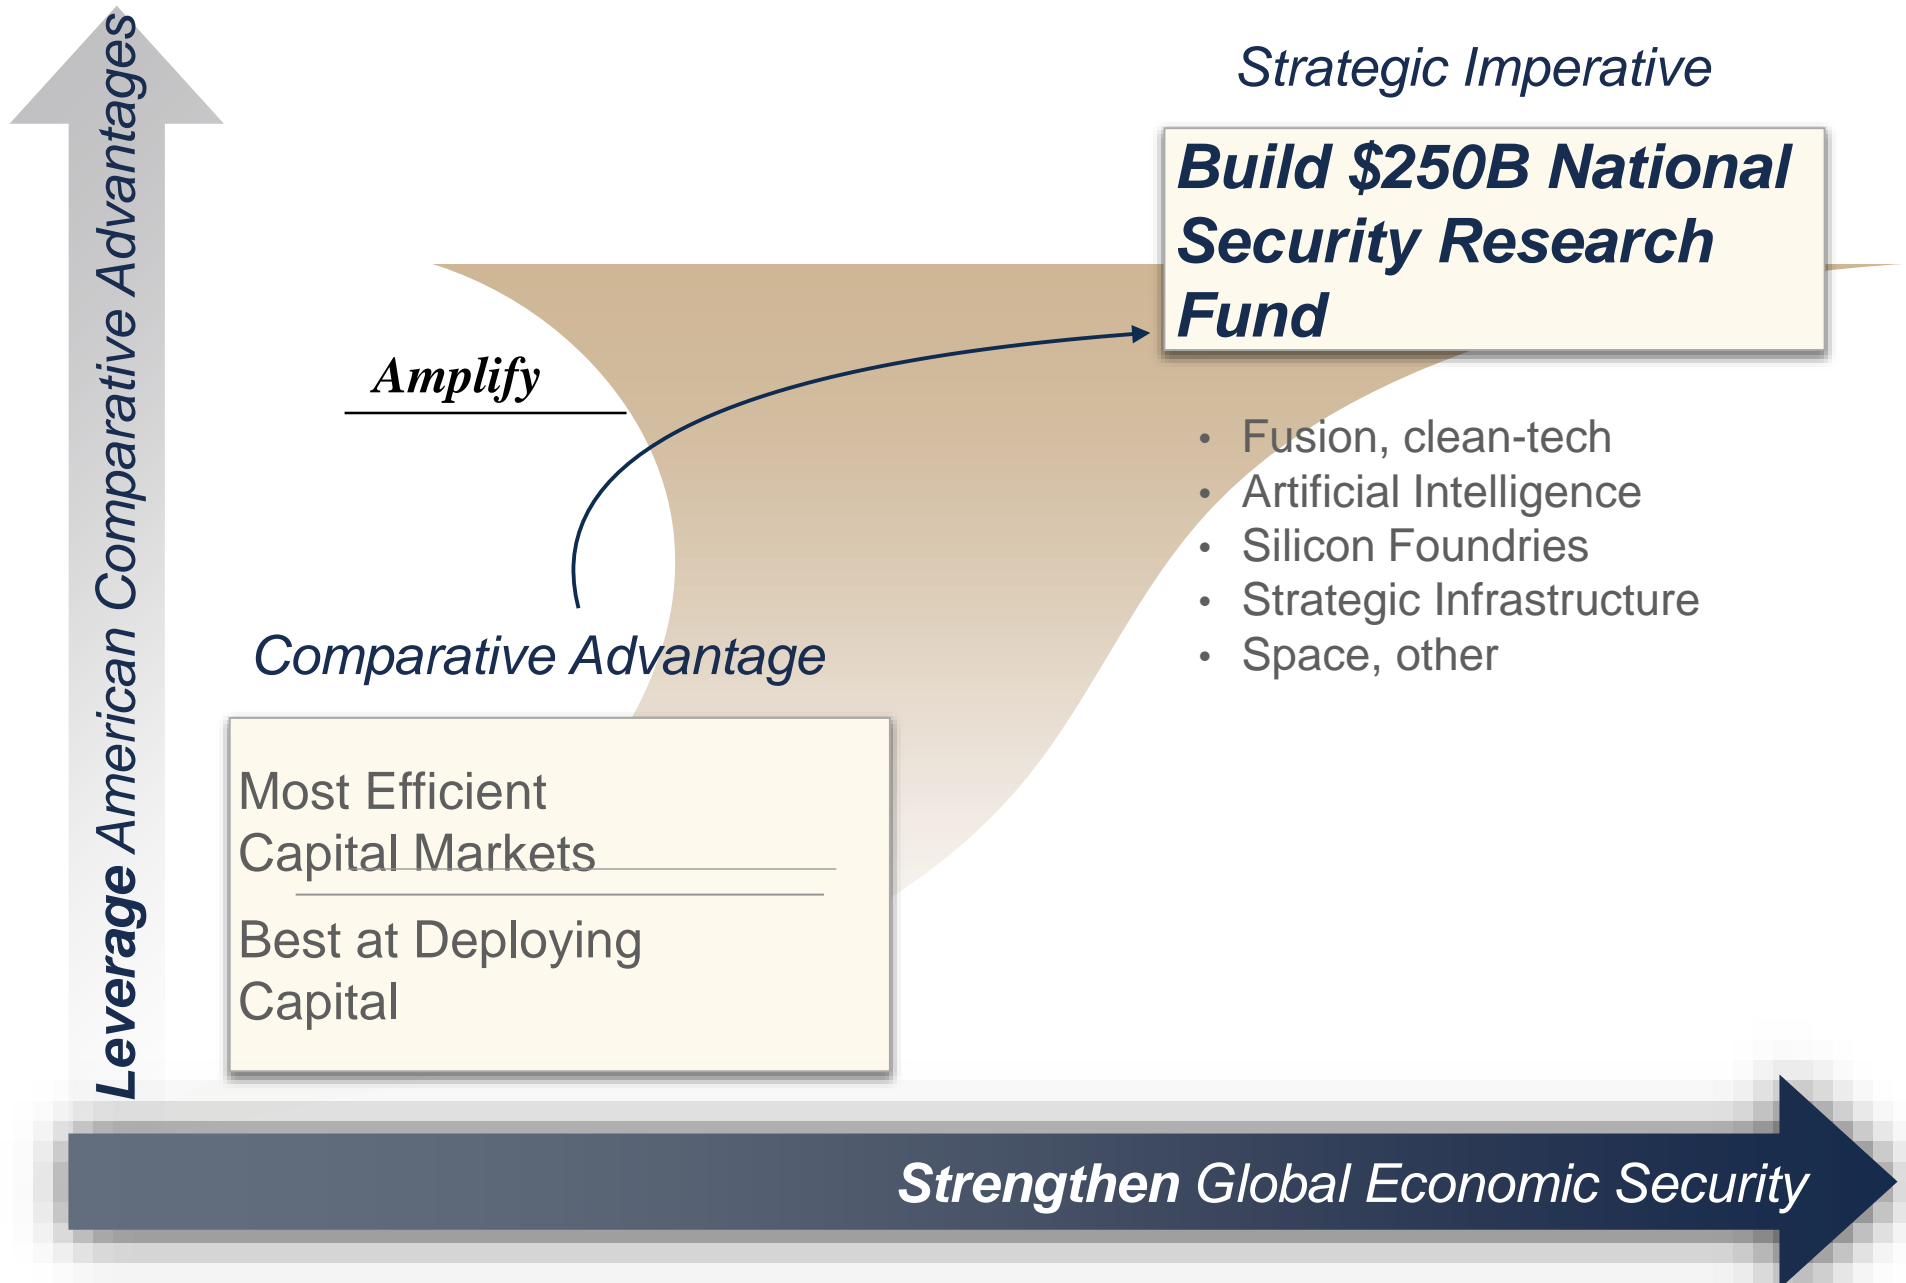 Leverage American Comparative Advantages
Strategic Imperative
Build $250B National
Security Research
Fund
Amplify
• Fusion, clean-tech
• Artificial Intelligence
• Silicon Foundries
• Strategic Infrastructure
• Space, other
Comparative Advantage
Most Efficient
Capital Markets
Best at Deploying
Capital
Strengthen Global Economic Security